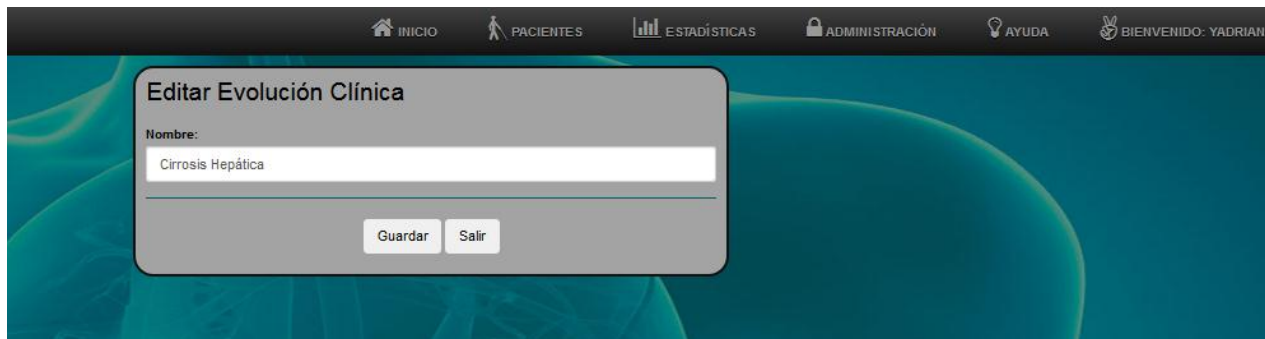 INICIO PACIENTES ESTADÍSTICAS ADMINISTRACIÓN AYUDA BIENVENIDO: YADRIAN
Editar Evolución Clínica
Nombre:
Cirrosis Hepática
Guardar Salir